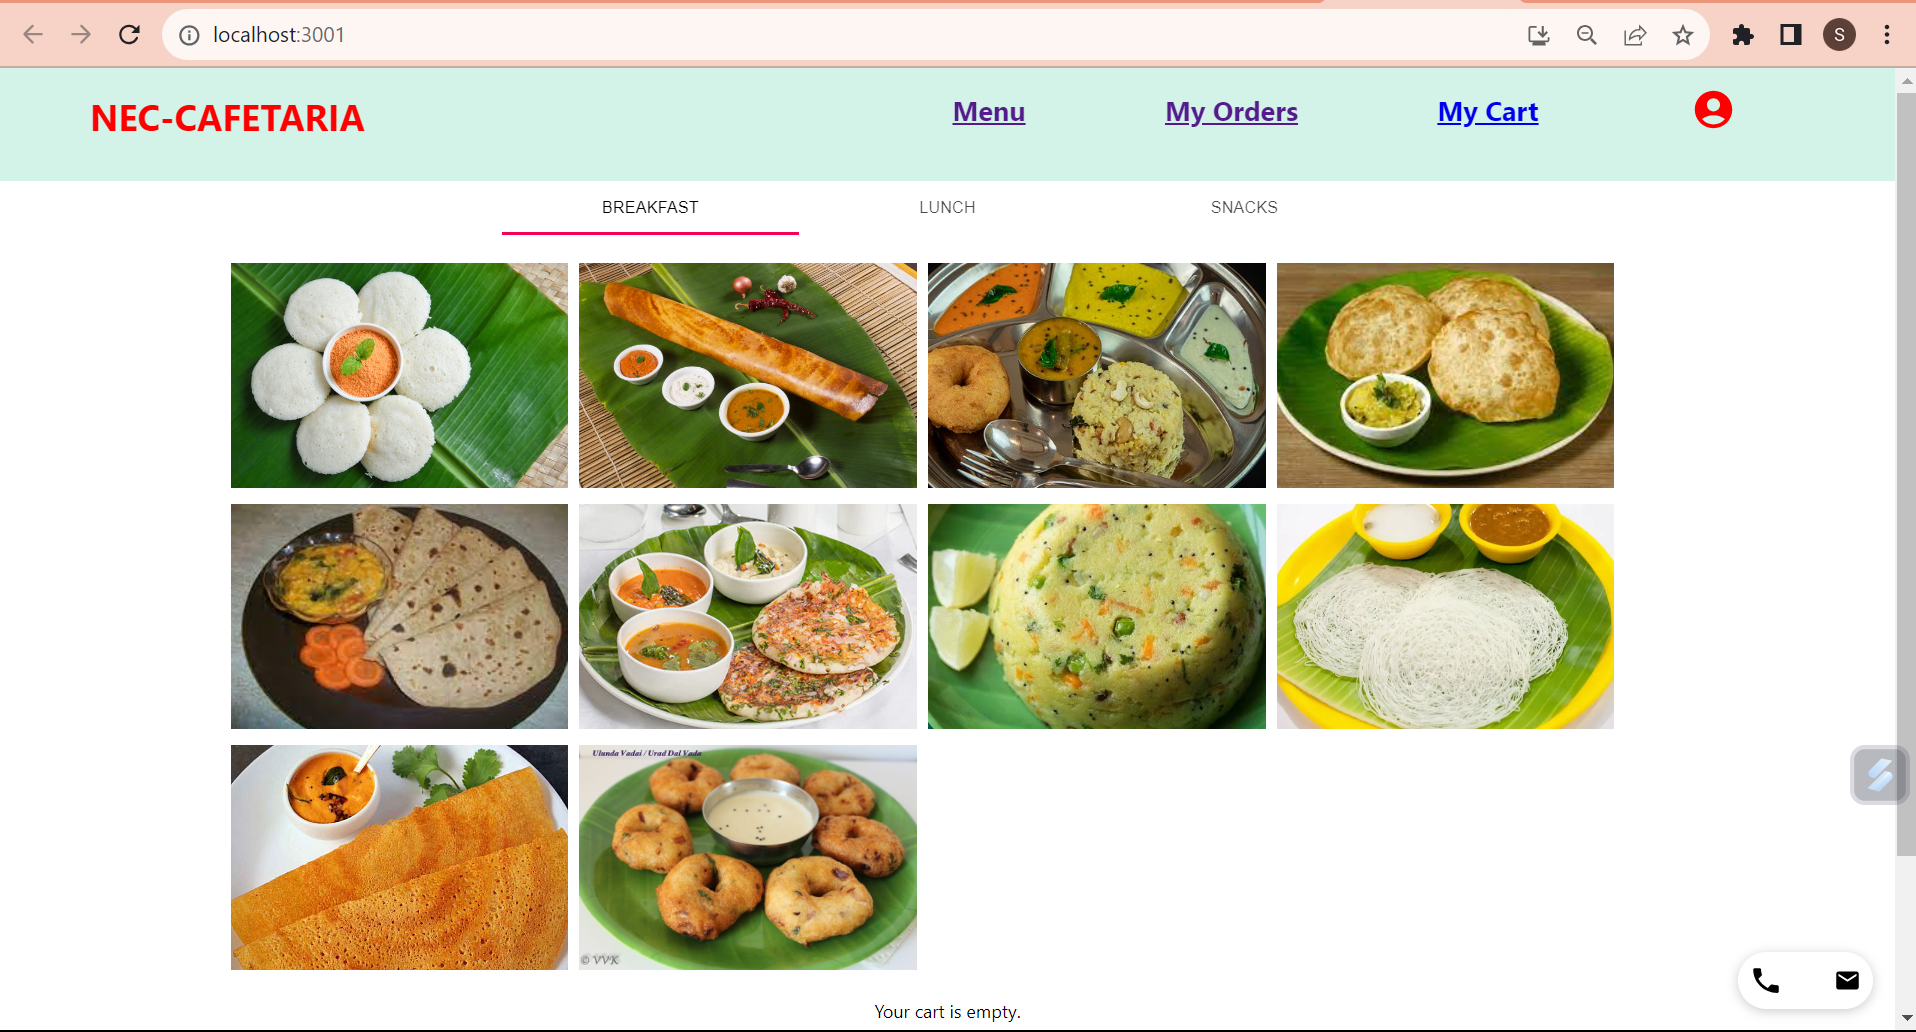 localhost:3001
S
NEC-CAFETARIA
Menu
My Orders
My Cart
BREAKFAST
LUNCH
SNACKS
Ulunda Vadai / Urad Dal Vada
© VVK
Your cart is empty.